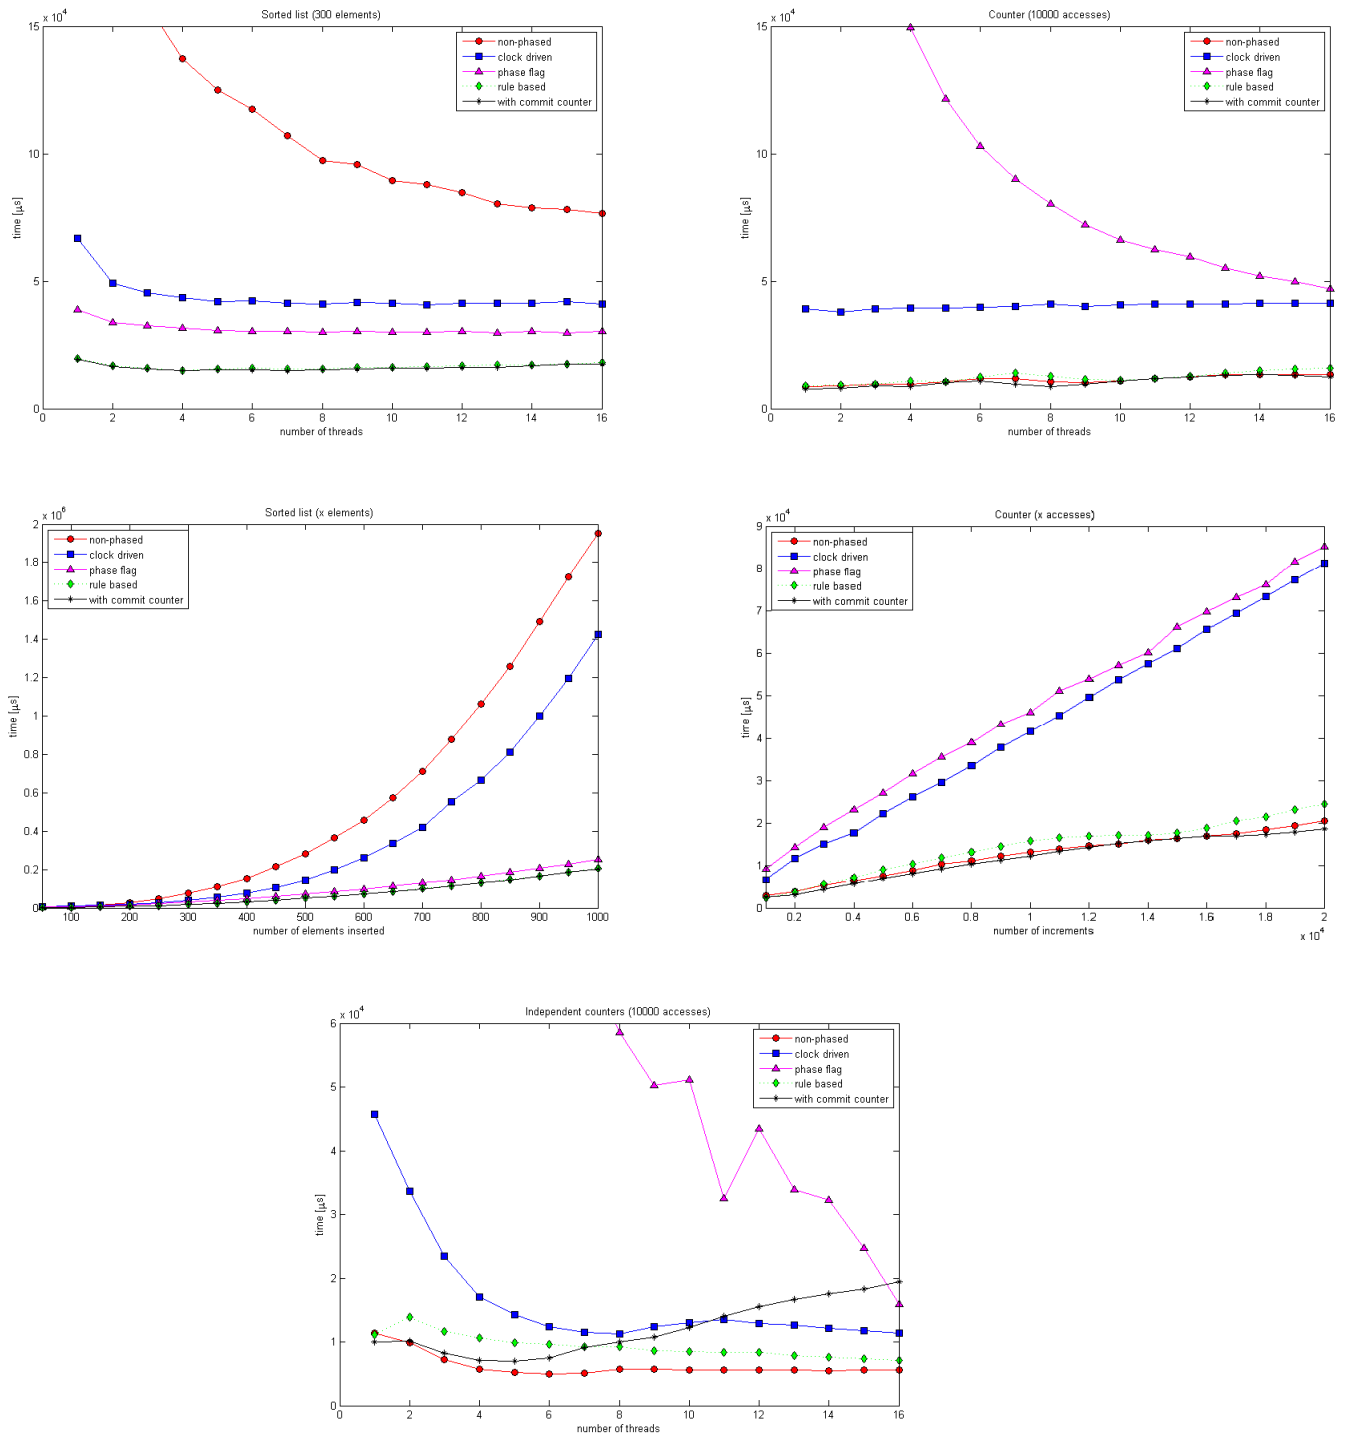 Sorted list (300 elements)
x 10^4
15
10
5
0
time [µs]
non-phased
clock driven
phase flag
rule based
with commit counter
0 2 4 6 8 10 12 14 16
number of threads
Counter (10000 accesses)
x 10^4
15
10
5
0
time [µs]
non-phased
clock driven
phase flag
rule based
with commit counter
0 2 4 6 8 10 12 14 16
number of threads
Sorted list (x elements)
x 10^6
2
1.8
1.6
1.4
1.2
1
0.8
0.6
0.4
0.2
0
time [µs]
non-phased
clock driven
phase flag
rule based
with commit counter
100 200 300 400 500 600 700 800 900 1000
number of elements inserted
Counter (x accesses)
x 10^4
9
8
7
6
5
4
3
2
1
0
time [µs]
non-phased
clock driven
phase flag
rule based
with commit counter
0.2 0.4 0.6 0.8 1 1.2 1.4 1.6 1.8 2
number of increments
x 10^4
Independent counters (10000 accesses)
x 10^4
6
5
4
3
2
1
0
time [µs]
non-phased
clock driven
phase flag
rule based
with commit counter
0 2 4 6 8 10 12 14 16
number of threads